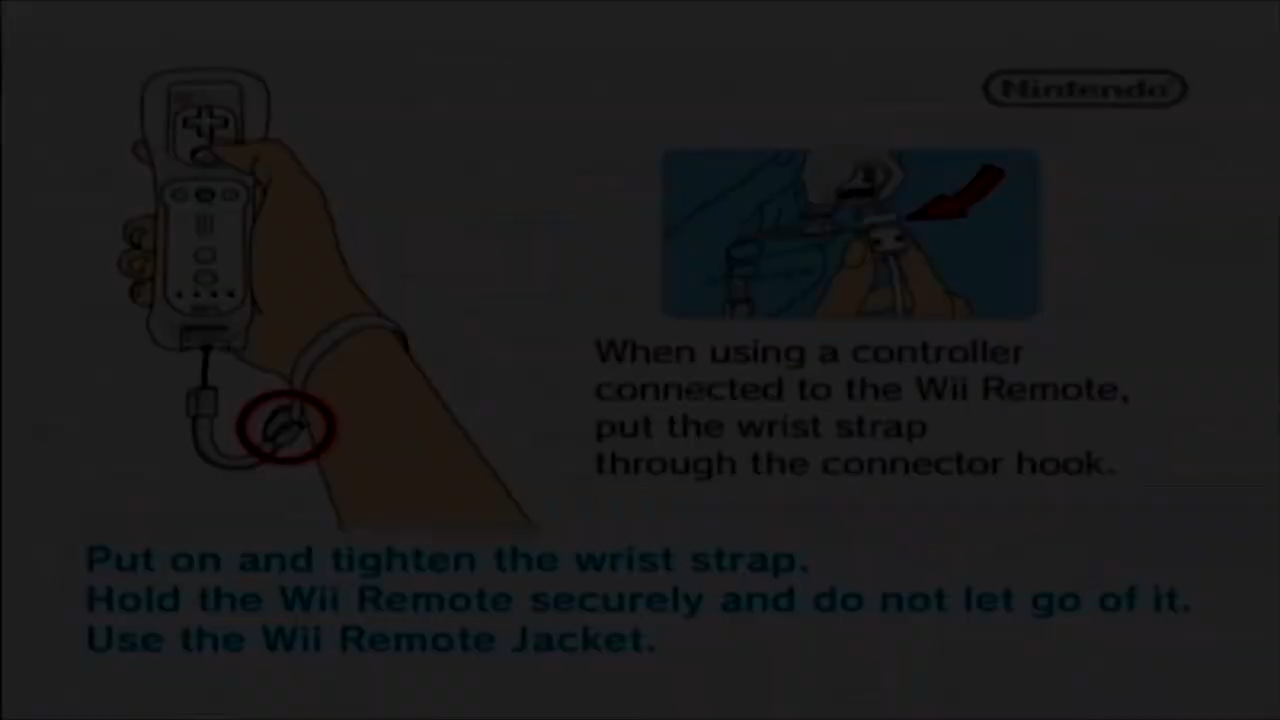 Nintendo
When using a controller
connected to the Wii Remote,
put the wrist strap
through the connector hook.
Put on and tighten the wrist strap.
Hold the Wii Remote securely and do not let go of it.
Use the Wii Remote Jacket.